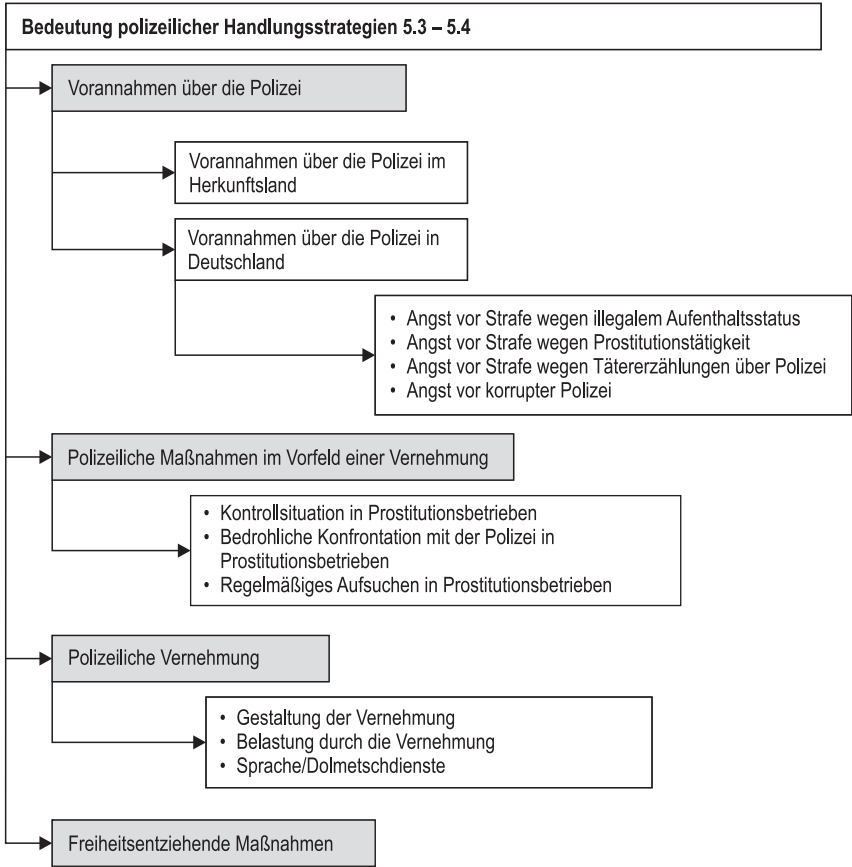 Bedeutung polizeilicher Handlungsstrategien 5.3 – 5.4
Vorannahmen über die Polizei
Vorannahmen über die Polizei im
Herkunftsland
Vorannahmen über die Polizei in
Deutschland
• Angst vor Strafe wegen illegalem Aufenthaltsstatus
• Angst vor Strafe wegen Prostitutionstätigkeit
• Angst vor Strafe wegen Tätererzählungen über Polizei
• Angst vor korrupter Polizei
Polizeiliche Maßnahmen im Vorfeld einer Vernehmung
• Kontrollsituation in Prostitutionsbetrieben
• Bedrohliche Konfrontation mit der Polizei in
Prostitutionsbetrieben
• Regelmäßiges Aufsuchen in Prostitutionsbetrieben
Polizeiliche Vernehmung
• Gestaltung der Vernehmung
• Belastung durch die Vernehmung
• Sprache/Dolmetschdienste
Freiheitsentziehende Maßnahmen